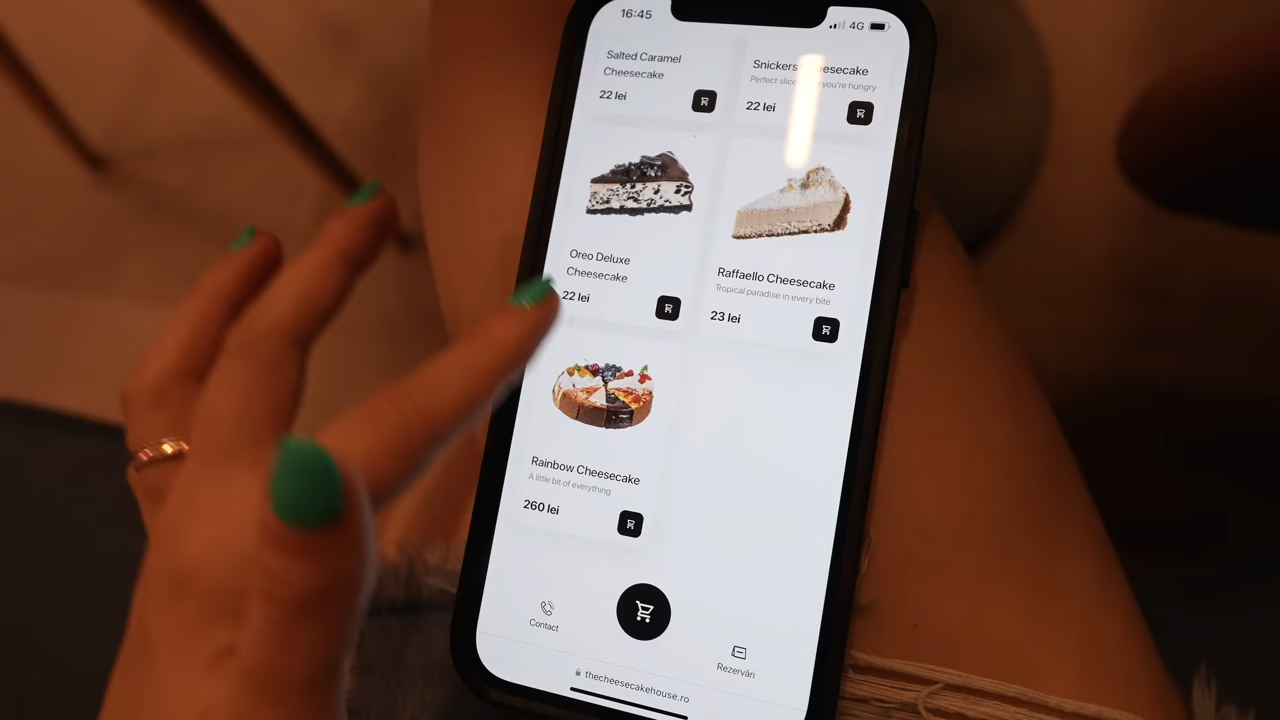 16:45
4G
Salted Caramel
Cheesecake
22 lei
Snickers
Perfect slice you're hungry
22 lei
Oreo Deluxe
Cheesecake
22 lei
Raffaello Cheesecake
Tropical paradise in every bite
23 lei
Rainbow Cheesecake
A little bit of everything
260 lei
Contact
Rezervări
thecheesecakehouse.ro